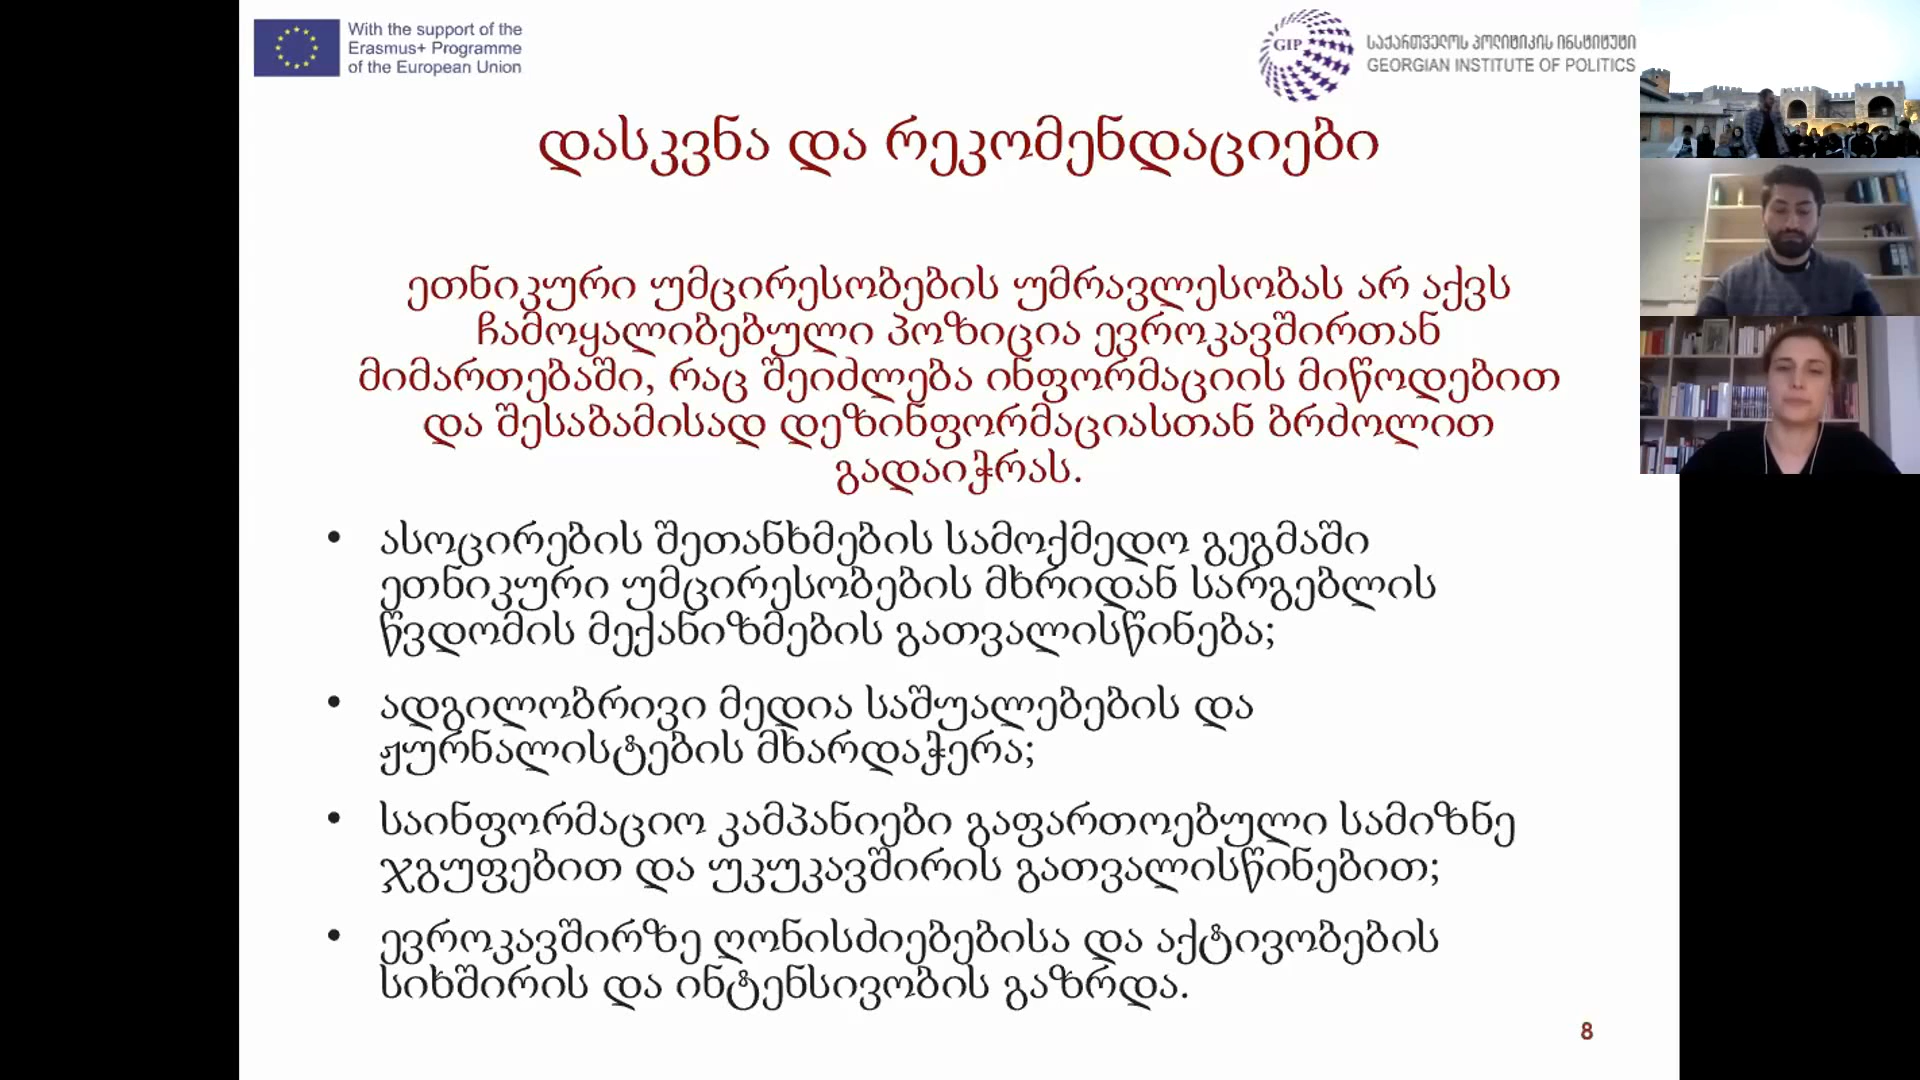 With the support of the
Erasmus+ Programme
of the European Union
GIP
საქართველოს პოლიტიკის ინსტიტუტი
GEORGIAN INSTITUTE OF POLITICS
დასკვნა და რეკომენდაციები
ეთნიკური უმცირესობების უმრავლესობას არ აქვს
ჩამოყალიბებული პოზიცია ევროკავშირთან
მიმართებაში, რაც შეიძლება ინფორმაციის მიწოდებით
და შესაბამისად დეზინფორმაციასთან ბრძოლით
გადაიჭრას.
• ასოცირების შეთანხმების სამოქმედო გეგმაში
ეთნიკური უმცირესობების მხრიდან სარგებლის
წვდომის მექანიზმების გათვალისწინება;
• ადგილობრივი მედია საშუალებების და
ჟურნალისტების მხარდაჭერა;
• საინფორმაციო კამპანიები გაფართოებული სამიზნე
ჯგუფებით და უკუკავშირის გათვალისწინებით;
• ევროკავშირზე ღონისძიებებისა და აქტივობების
სიხშირის და ინტენსივობის გაზრდა.
8